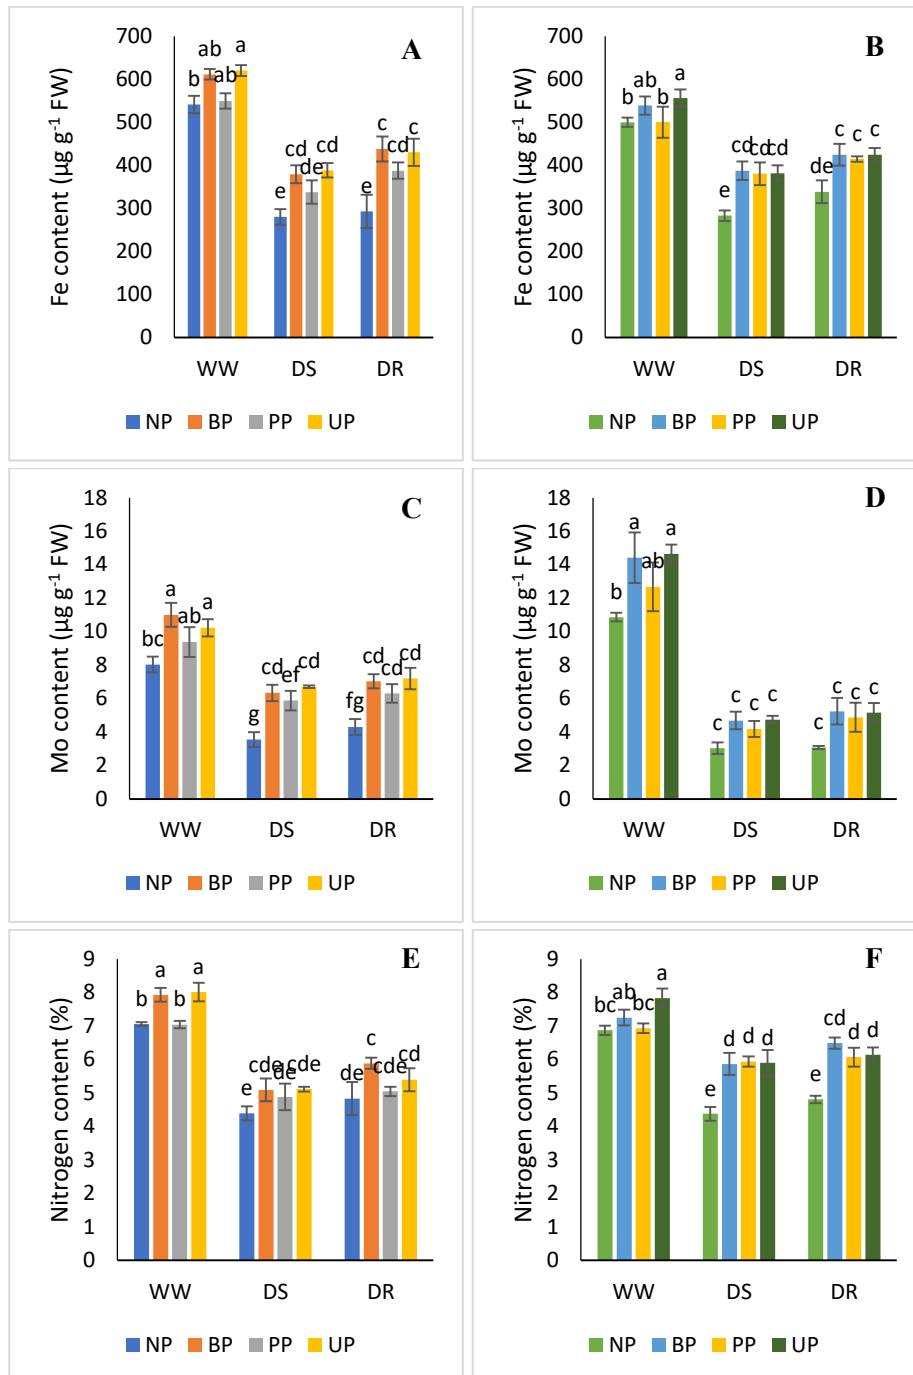 A
Fe content (µg g⁻¹ FW)
700
600
500
400
300
200
100
0
b ab ab a
e cd de cd
e c cd c
WW DS DR
NP BP PP UP
B
Fe content (µg g⁻¹ FW)
700
600
500
400
300
200
100
0
b ab b a
e cd cd cd
de c c c
WW DS DR
NP BP PP UP
C
Mo content (µg g⁻¹ FW)
18
16
14
12
10
8
6
4
2
0
bc a ab a
g cd ef cd
fg cd cd cd
WW DS DR
NP BP PP UP
D
Mo content (µg g⁻¹ FW)
18
16
14
12
10
8
6
4
2
0
b a ab a
c c c c
c c c c
WW DS DR
NP BP PP UP
E
Nitrogen content (%)
9
8
7
6
5
4
3
2
1
0
b a b a
e cde de cde
de c cde cd
WW DS DR
NP BP PP UP
F
Nitrogen content (%)
9
8
7
6
5
4
3
2
1
0
bc ab bc a
e d d d
e cd d d
WW DS DR
NP BP PP UP